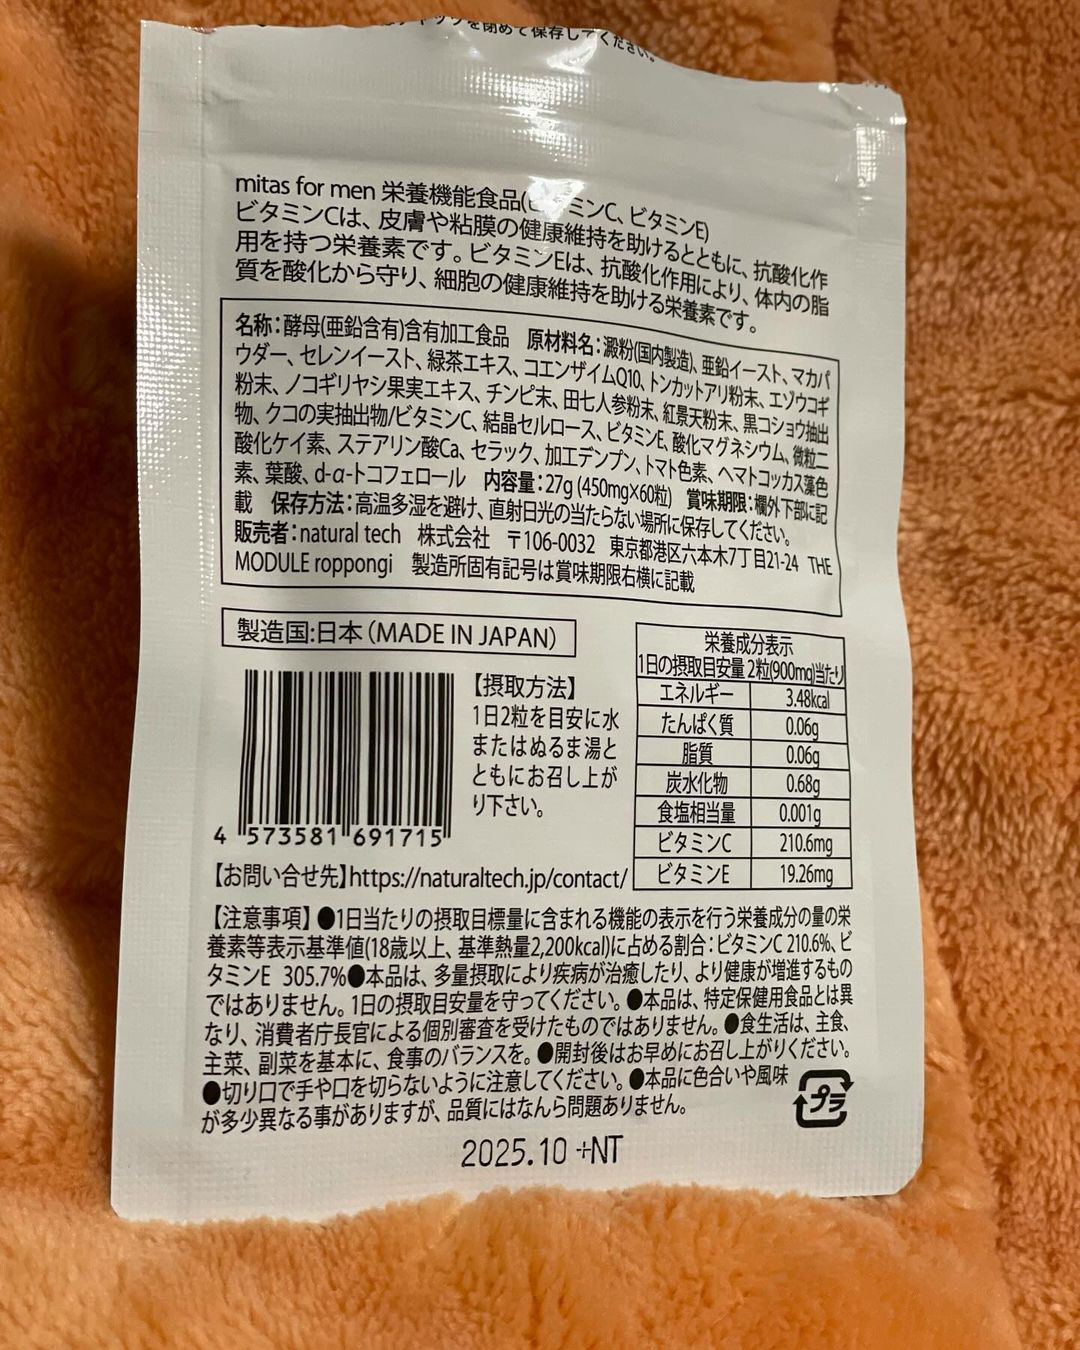 チャックを閉めて保存してください。
mitas for men 栄養機能食品(ビタミンC、ビタミンE)
ビタミンCは、皮膚や粘膜の健康維持を助けるとともに、抗酸化作
用を持つ栄養素です。ビタミンEは、抗酸化作用により、体内の脂
質を酸化から守り、細胞の健康維持を助ける栄養素です。
名称：酵母(亜鉛含有)含有加工食品 原材料名：澱粉(国内製造)、亜鉛イースト、マカパ
ウダー、セレンイースト、緑茶エキス、コエンザイムQ10、トンカットアリ粉末、エゾウコギ
粉末、ノコギリヤシ果実エキス、チンピ末、田七人参粉末、紅景天粉末、黒コショウ抽出
物、クコの実抽出物/ビタミンC、結晶セルロース、ビタミンE、酸化マグネシウム、微粒二
酸化ケイ素、ステアリン酸Ca、セラック、加工デンプン、トマト色素、ヘマトコッカス藻色
素、葉酸、d-α-トコフェロール 内容量：27g (450mg×60粒) 賞味期限：欄外下部に記
載 保存方法：高温多湿を避け、直射日光の当たらない場所に保存してください。
販売者：natural tech 株式会社 〒106-0032 東京都港区六本木7丁目21-24 THE
MODULE roppongi 製造所固有記号は賞味期限右横に記載
製造国:日本（MADE IN JAPAN）
4 573581 691715
【摂取方法】
1日2粒を目安に水
またはぬるま湯と
ともにお召し上が
り下さい。
栄養成分表示
1日の摂取目安量 2粒(900mg)当たり
エネルギー 3.48kcal
たんぱく質 0.06g
脂質 0.06g
炭水化物 0.68g
食塩相当量 0.001g
ビタミンC 210.6mg
ビタミンE 19.26mg
【お問い合せ先】https://naturaltech.jp/contact/
【注意事項】●1日当たりの摂取目標量に含まれる機能の表示を行う栄養成分の量の栄
養素等表示基準値(18歳以上、基準熱量2,200kcal)に占める割合：ビタミンC 210.6%、ビ
タミンE 305.7%●本品は、多量摂取により疾病が治癒したり、より健康が増進するもの
ではありません。1日の摂取目安量を守ってください。●本品は、特定保健用食品とは異
なり、消費者庁長官による個別審査を受けたものではありません。●食生活は、主食、
主菜、副菜を基本に、食事のバランスを。●開封後はお早めにお召し上がりください。
●切り口で手や口を切らないように注意してください。●本品に色合いや風味
が多少異なる事がありますが、品質にはなんら問題ありません。
プラ
2025.10 +NT